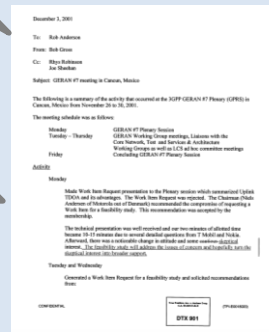 December 3, 2001
To: Rob Anderson
From: Bob Gross
Cc: Rhys Robinson
Joe Sheehan
Subject: GERAN #7 meeting in Cancun, Mexico
The following is a summary of the activity that occurred at the 3GPP GERAN #7 Plenary (GPRS) in
Cancun, Mexico from November 26 to 30, 2001.
The meeting schedule was as follows:
Monday GERAN #7 Plenary Session
Tuesday - Thursday GERAN Working Group meetings, Liaisons with the
Core Network, Test and Services & Architecture
Working Groups as well as LCS ad hoc committee meetings
Friday Concluding GERAN #7 Plenary Session
Activity
Monday
Made Work Item Request presentation to the Plenary session which summarized Uplink
TDOA and its advantages. The Work Item Request was rejected. The Chairman (Niels
Andersen of Motorola out of Denmark) recommended the compromise of requesting a
Work Item for a feasibility study. This recommendation was accepted by the
membership.
The technical presentation was well received and our two minutes of allotted time
became 10-15 minutes due to several detailed questions from T Mobil and Nokia.
Afterward, there was a noticeable change in attitude and some cautious skeptical
interest. The feasibility study will address the issues of concern and hopefully turn the
skeptical interest into broader support.
Tuesday and Wednesday
Generated a Work Item Request for a feasibility study and solicited recommendations
from:
CONFIDENTIAL
DTX 901